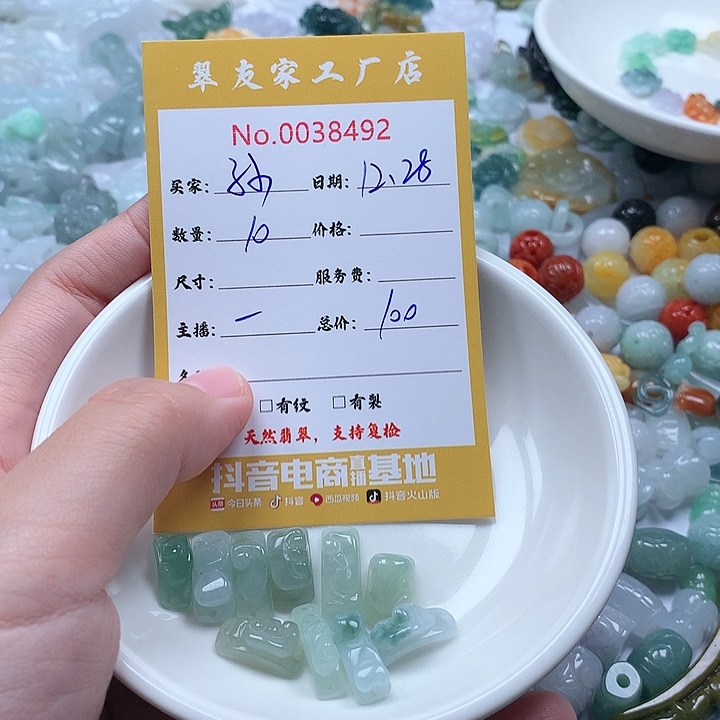 翠友家工厂店
No.0038492
买家：孙 日期：12.28
数量：10 价格：
尺寸： 服务费：
主播：一 总价：100
□有纹 □有裂
天然翡翠，支持复检
抖音电商直播基地
头条 今日头条 抖音 西瓜视频 抖音火山版